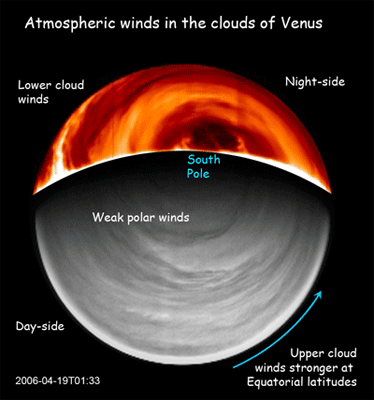 Atmospheric winds in the clouds of Venus
Lower cloud
winds
Night-side
South
Pole
Weak polar winds
Day-side
Upper cloud
winds stronger at
Equatorial latitudes
2006-04-19T01:33